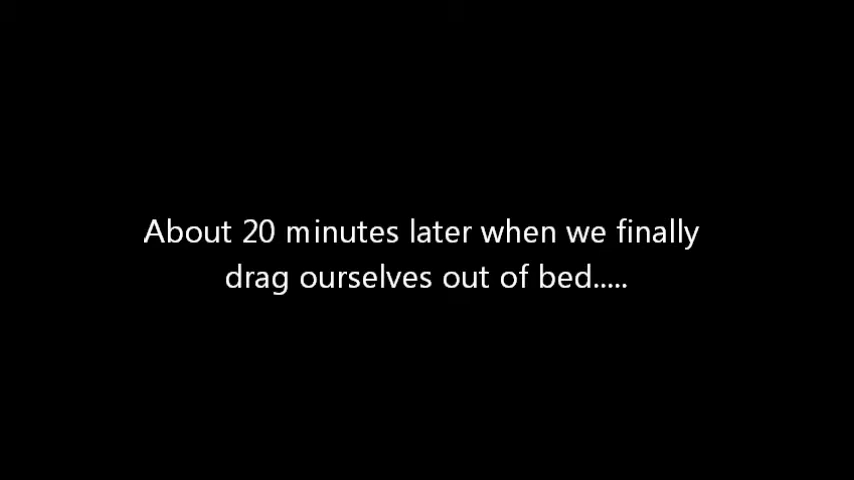 About 20 minutes later when we finally
drag ourselves out of bed.....